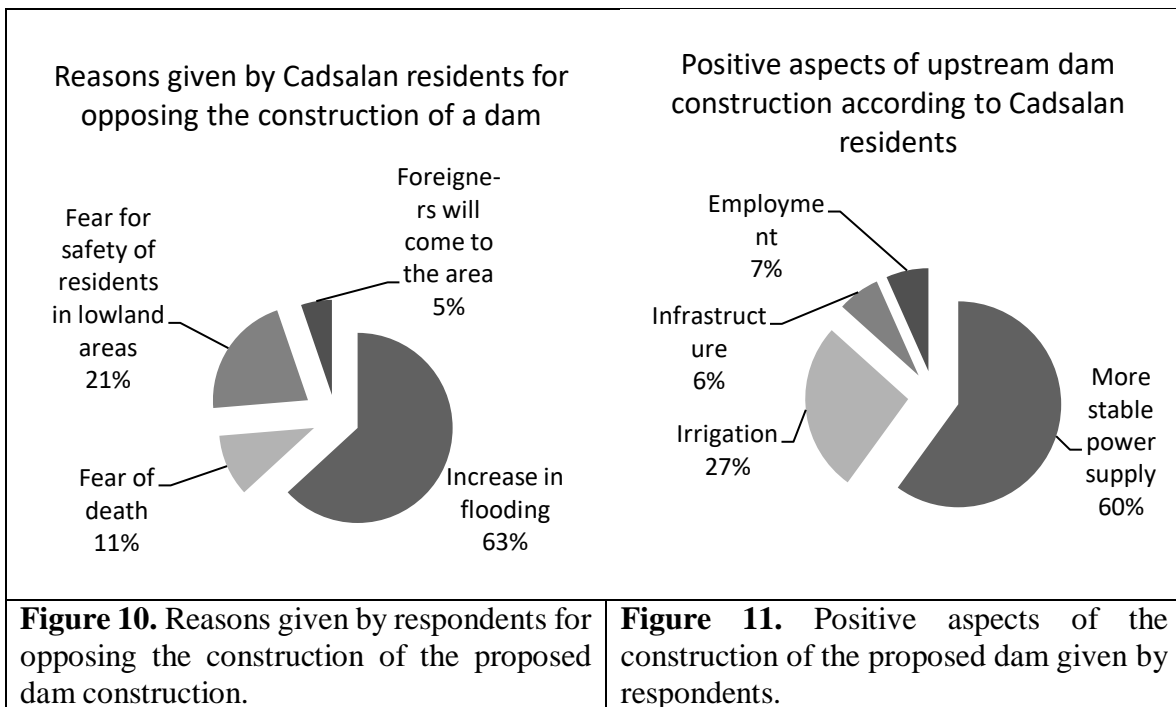 Reasons given by Cadsalan residents for
opposing the construction of a dam
Foreigne-
rs will
come to
the area
5%
Fear for
safety of
residents
in lowland
areas
21%
Fear of
death
11%
Increase in
flooding
63%
Positive aspects of upstream dam
construction according to Cadsalan
residents
Employme
nt
7%
Infrastruct
ure
6%
Irrigation
27%
More
stable
power
supply
60%
Figure 10. Reasons given by respondents for
opposing the construction of the proposed
dam construction.
Figure 11. Positive aspects of the
construction of the proposed dam given by
respondents.